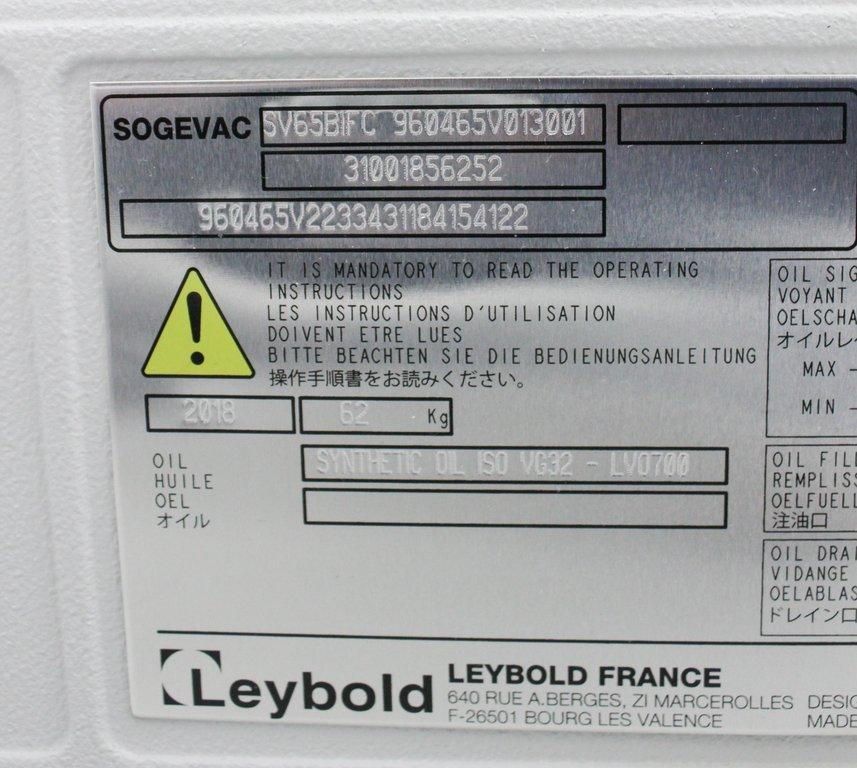 SOGEVAC SV65BIFC 960465V013001
31001856252
960465V2233431184154122
IT IS MANDATORY TO READ THE OPERATING
INSTRUCTIONS
LES INSTRUCTIONS D'UTILISATION
DOIVENT ETRE LUES
BITTE BEACHTEN SIE DIE BEDIENUNGSANLEITUNG
操作手順書をお読みください。
2018 62 Kg
OIL SYNTHETIC OIL ISO VG32 - LVO700
HUILE
OEL
オイル
OIL SIG
VOYANT
OELSCHA
オイルレ
MAX -
MIN -
OIL FILL
REMPLISS
OELFUELL
注油口
OIL DRA
VIDANGE
OELABLAS
ドレイン口
Leybold
LEYBOLD FRANCE
640 RUE A.BERGES, ZI MARCEROLLES
F-26501 BOURG LES VALENCE
DESIG
MADE